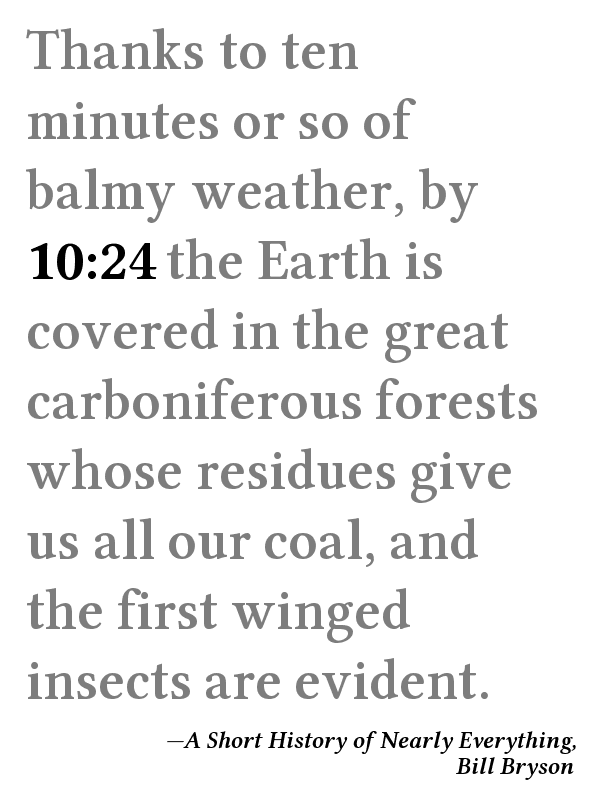 Thanks to ten
minutes or so of
balmy weather, by
10:24 the Earth is
covered in the great
carboniferous forests
whose residues give
us all our coal, and
the first winged
insects are evident.
—A Short History of Nearly Everything,
Bill Bryson